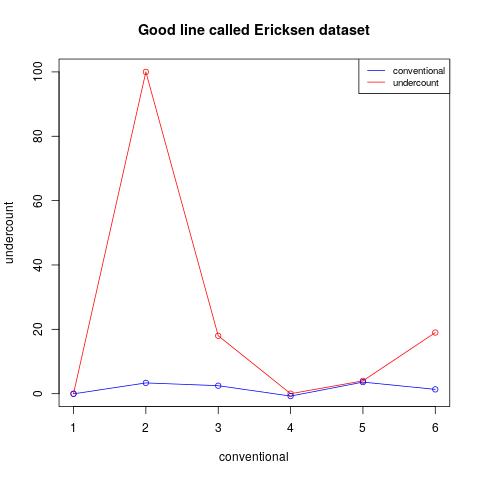 Good line called Ericksen dataset
conventional
undercount
undercount
100
80
60
40
20
0
1 2 3 4 5 6
conventional